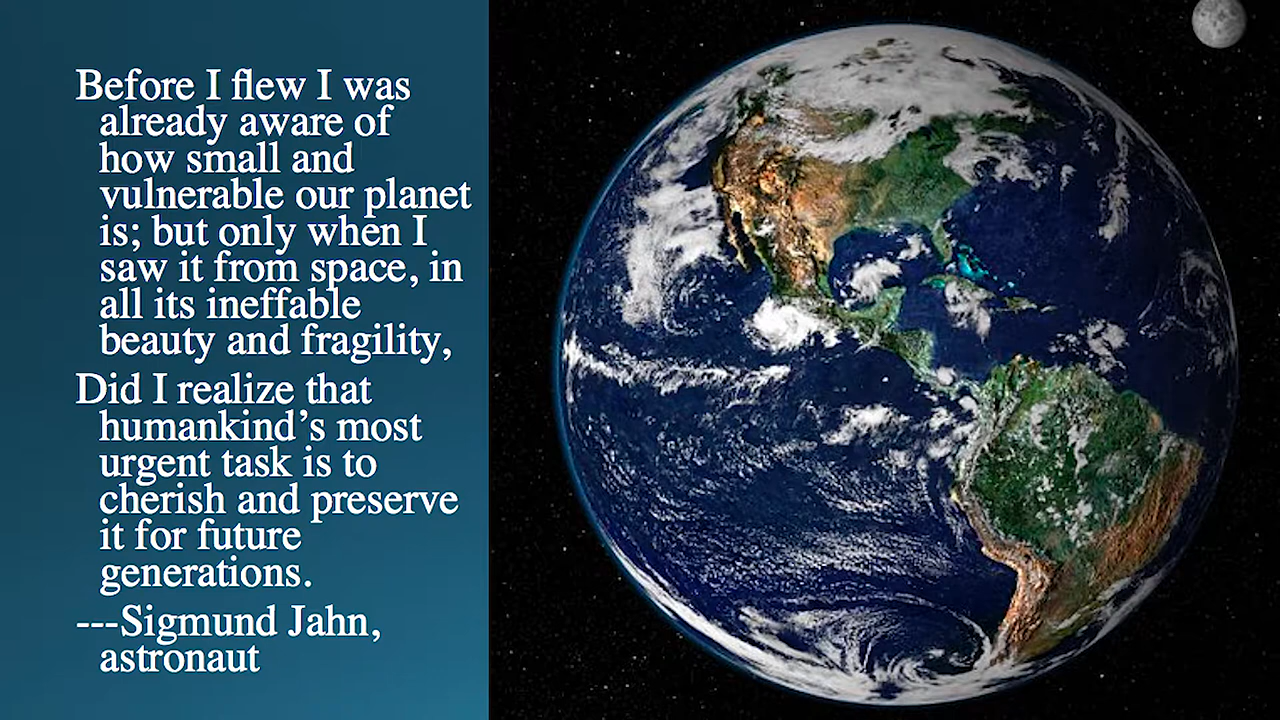 Before I flew I was
already aware of
how small and
vulnerable our planet
is; but only when I
saw it from space, in
all its ineffable
beauty and fragility,
Did I realize that
humankind’s most
urgent task is to
cherish and preserve
it for future
generations.
---Sigmund Jahn,
astronaut